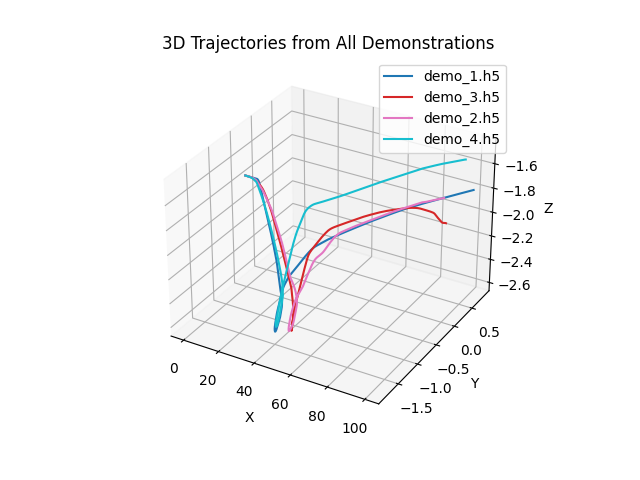 3D Trajectories from All Demonstrations
demo_1.h5
demo_3.h5
demo_2.h5
demo_4.h5
−1.6
−1.8
−2.0
−2.2
−2.4
−2.6
Z
0.5
0.0
−0.5
−1.0
−1.5
Y
0
20
40
60
80
100
X